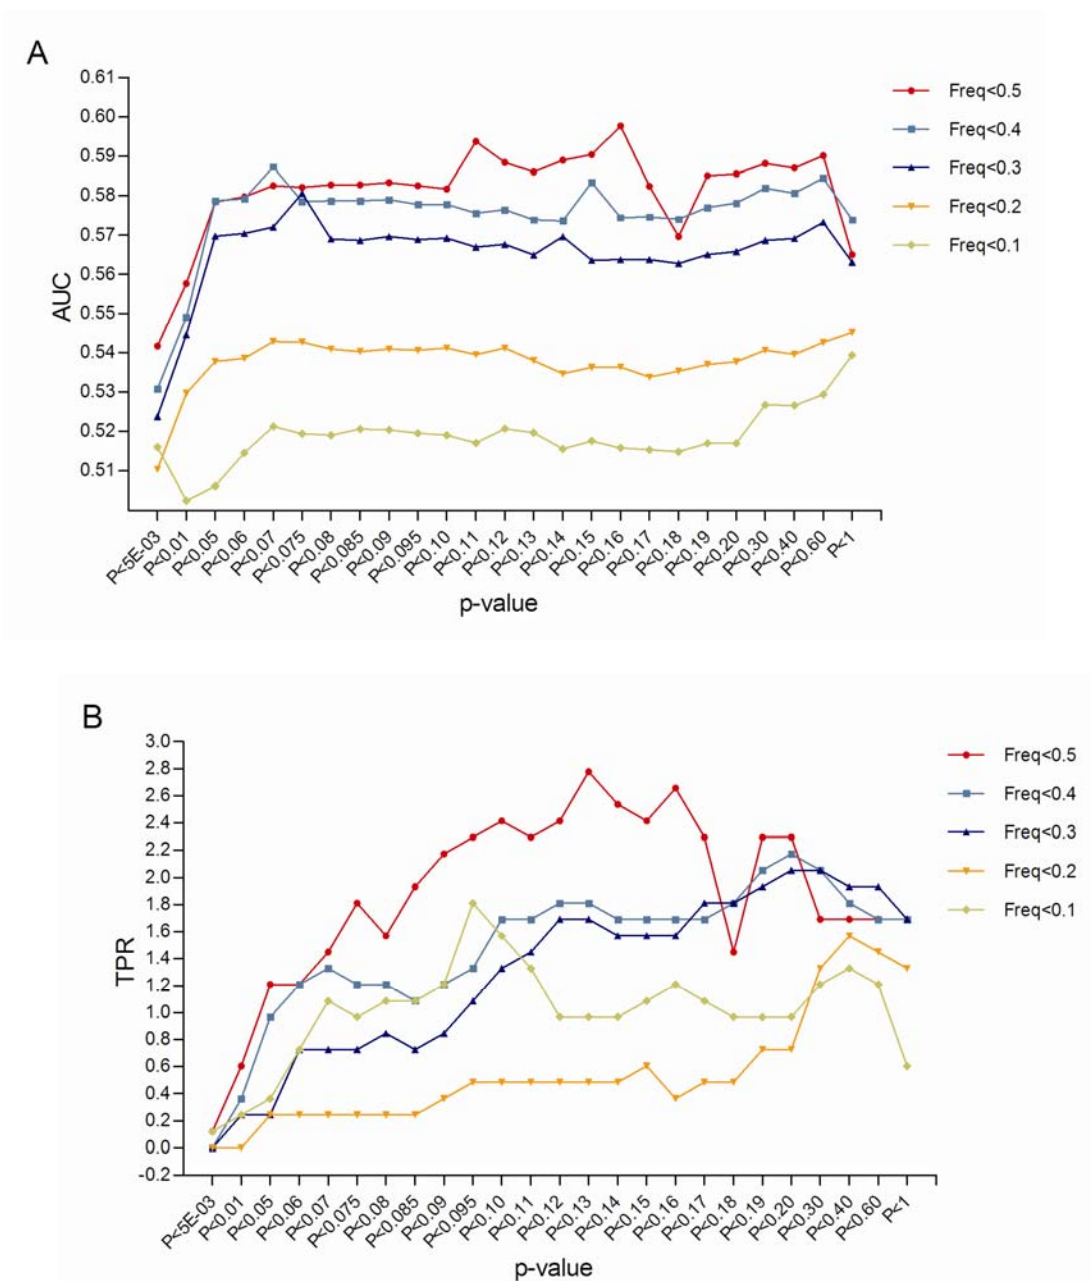 A
0.61
0.60
0.59
0.58
0.57
0.56
0.55
0.54
0.53
0.52
0.51
AUC
P<5E-03
P<0.01
P<0.05
P<0.06
P<0.07
P<0.075
P<0.08
P<0.085
P<0.09
P<0.095
P<0.10
P<0.11
P<0.12
P<0.13
P<0.14
P<0.15
P<0.16
P<0.17
P<0.18
P<0.19
P<0.20
P<0.30
P<0.40
P<0.60
P<1
p-value
Freq<0.5
Freq<0.4
Freq<0.3
Freq<0.2
Freq<0.1
B
3.0
2.8
2.6
2.4
2.2
2.0
1.8
1.6
1.4
1.2
1.0
0.8
0.6
0.4
0.2
0.0
-0.2
TPR
P<5E-03
P<0.01
P<0.05
P<0.06
P<0.07
P<0.075
P<0.08
P<0.085
P<0.09
P<0.095
P<0.10
P<0.11
P<0.12
P<0.13
P<0.14
P<0.15
P<0.16
P<0.17
P<0.18
P<0.19
P<0.20
P<0.30
P<0.40
P<0.60
P<1
p-value
Freq<0.5
Freq<0.4
Freq<0.3
Freq<0.2
Freq<0.1